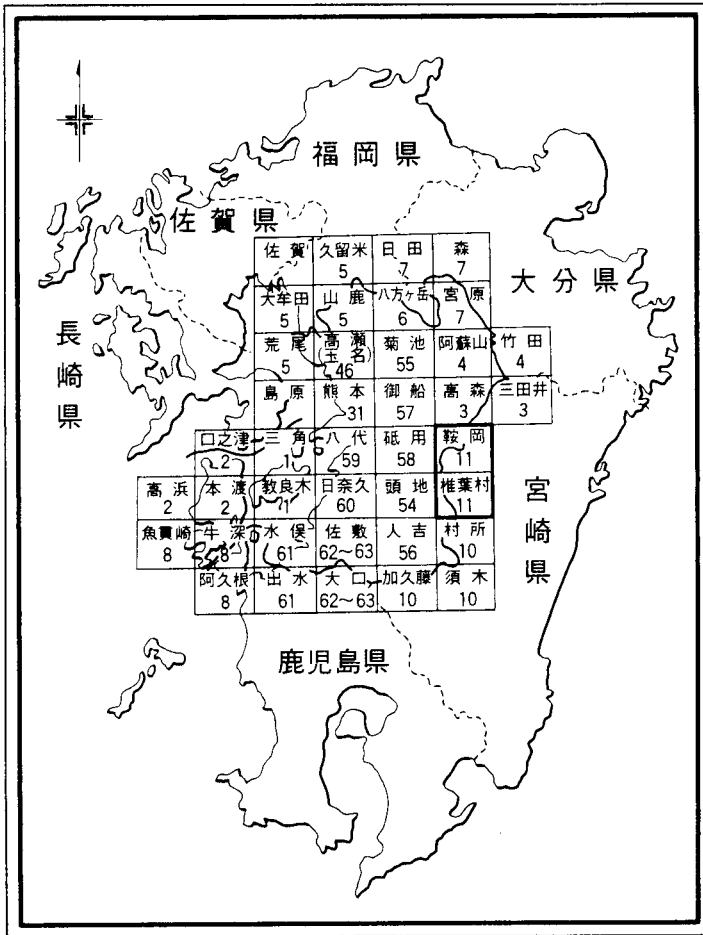 福岡県
佐賀県
大分県
長崎県
佐賀 久留米 日田 森
5 7 7
大牟田 山鹿 八方ヶ岳 宮原
5 5 6 7
荒尾 高瀬(玉名) 菊池 阿蘇山 竹田
5 46 55 4 4
島原 熊本 御船 高森 三田井
31 57 3 3
口之津 三角 八代 砥用 鞍岡
2 1 59 58 11
高浜 本渡 教良木 日奈久 頭地 椎葉村
2 2 1 60 54 11
魚貫崎 牛深 水俣 佐敷 人吉 村所
8 8 61 62~63 56 10
阿久根 出水 大口 加久藤 須木
8 61 62~63 10 10
宮崎県
鹿児島県